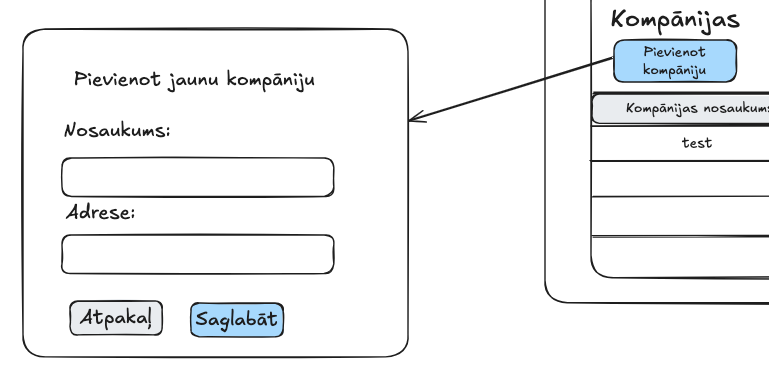 Pievienot jaunu kompāniju
Nosaukums:
Adrese:
Atpakaļ
Saglabāt
Kompānijas
Pievienot
kompāniju
Kompānijas nosaukums
test